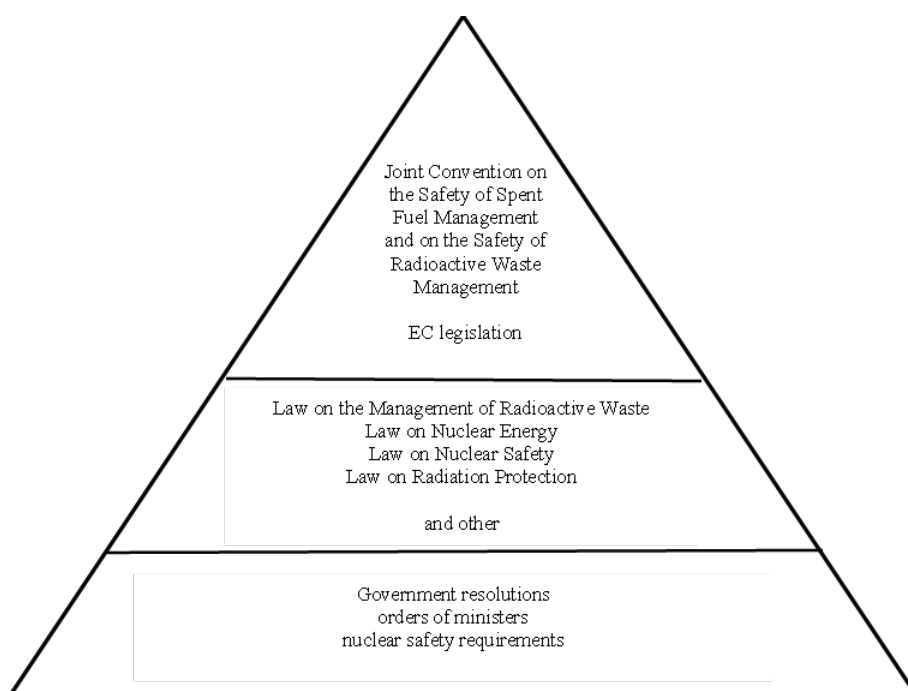 Joint Convention on
the Safety of Spent
Fuel Management
and on the Safety of
Radioactive Waste
Management
EC legislation
Law on the Management of Radioactive Waste
Law on Nuclear Energy
Law on Nuclear Safety
Law on Radiation Protection
and other
Government resolutions
orders of ministers
nuclear safety requirements